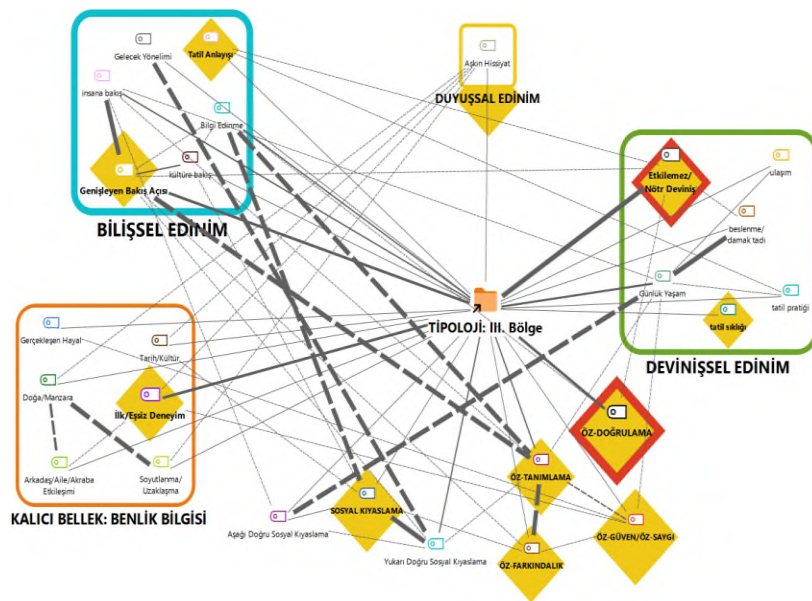 Gelecek Yönelimi
Tatil Anlayışı
insana bakış
Bilgi Edinme
kültüre bakış
Genişleyen Bakış Açısı
BİLİŞSEL EDİNİM
Aşkın Hissiyat
DUYUŞSAL EDİNİM
Etkilemez/
Nötr Deviniş
ulaşım
beslenme/
damak tadı
Günlük Yaşam
tatil pratiği
tatil sıklığı
DEVİNİŞSEL EDİNİM
TİPOLOJİ: III. Bölge
Gerçekleşen Hayal
Tarih/Kültür
Doğa/Manzara
İlk/Eşsiz Deneyim
Arkadaş/Aile/Akraba
Etkileşimi
Soyutlanma/
Uzaklaşma
KALICI BELLEK: BENLİK BİLGİSİ
ÖZ-DOĞRULAMA
ÖZ-TANIMLAMA
SOSYAL KIYASLAMA
Aşağı Doğru Sosyal Kıyaslama
Yukarı Doğru Sosyal Kıyaslama
ÖZ-FARKINDALIK
ÖZ-GÜVEN/ÖZ-SAYGI